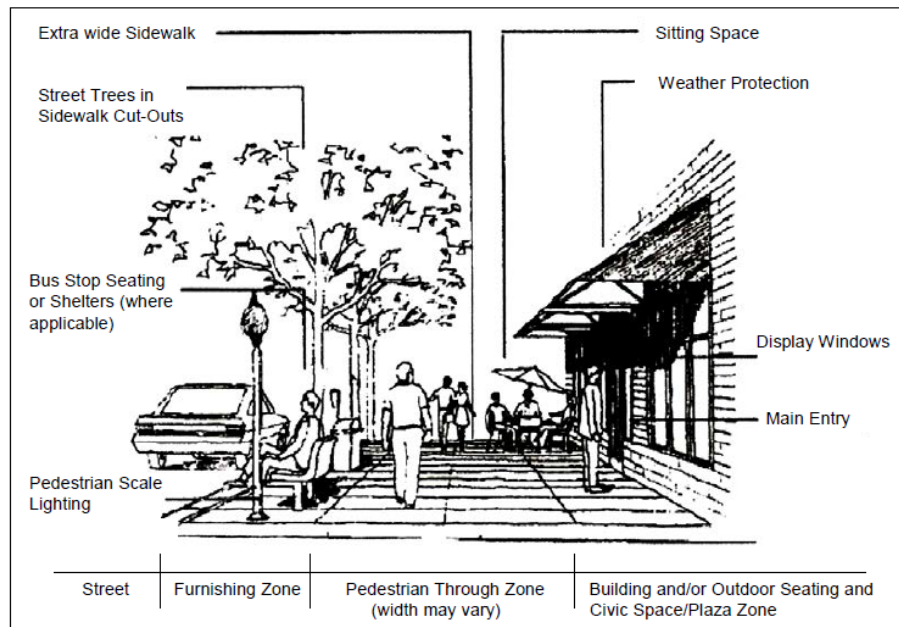 Extra wide Sidewalk
Sitting Space
Street Trees in
Sidewalk Cut-Outs
Weather Protection
Bus Stop Seating
or Shelters (where
applicable)
Display Windows
Main Entry
Pedestrian Scale
Lighting
Street
Furnishing Zone
Pedestrian Through Zone
(width may vary)
Building and/or Outdoor Seating and
Civic Space/Plaza Zone